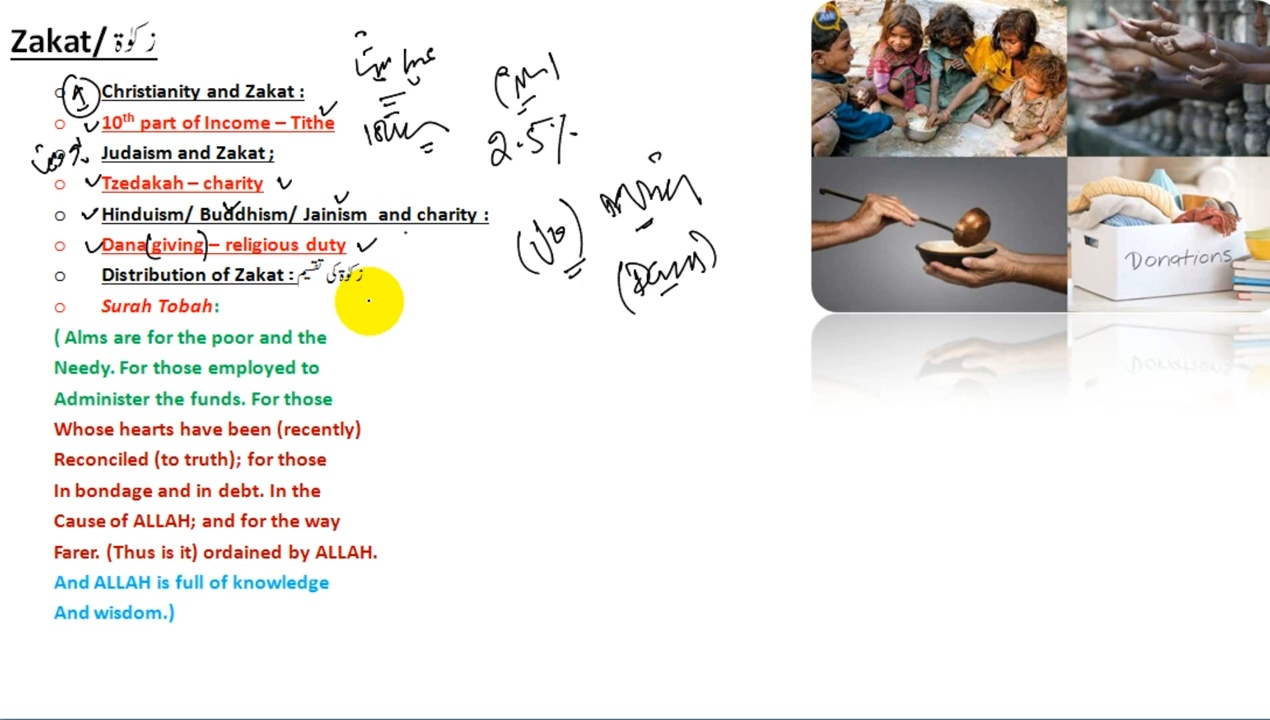 Zakat/ زکوٰۃ
Christianity and Zakat :
10th part of Income – Tithe
Judaism and Zakat ;
Tzedakah – charity
Hinduism/ Buddhism/ Jainism and charity :
Dana(giving) – religious duty
Distribution of Zakat : زکوٰۃ کی تقسیم
Surah Tobah:
( Alms are for the poor and the
Needy. For those employed to
Administer the funds. For those
Whose hearts have been (recently)
Reconciled (to truth); for those
In bondage and in debt. In the
Cause of ALLAH; and for the way
Farer. (Thus is it) ordained by ALLAH.
And ALLAH is full of knowledge
And wisdom.)
2.5%
Ask
Donations